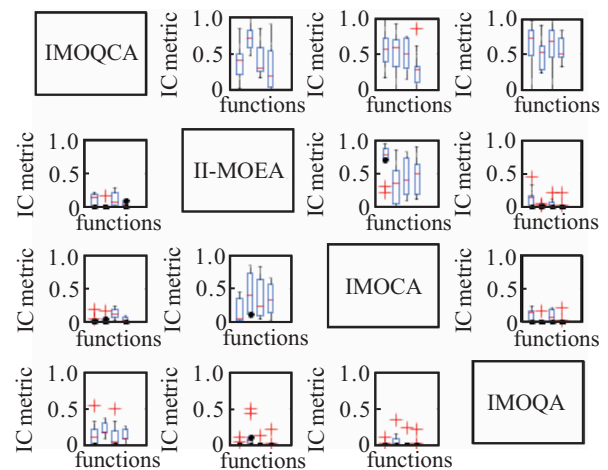 IMOQCA
IC metric
1.0
0.5
0
functions
IC metric
1.0
0.5
0
functions
IC metric
1.0
0.5
0
functions
IC metric
1.0
0.5
0
functions
II-MOEA
IC metric
1.0
0.5
0
functions
IC metric
1.0
0.5
0
functions
IC metric
1.0
0.5
0
functions
IC metric
1.0
0.5
0
functions
IMOCA
IC metric
1.0
0.5
0
functions
IC metric
1.0
0.5
0
functions
IC metric
1.0
0.5
0
functions
IC metric
1.0
0.5
0
functions
IMOQA